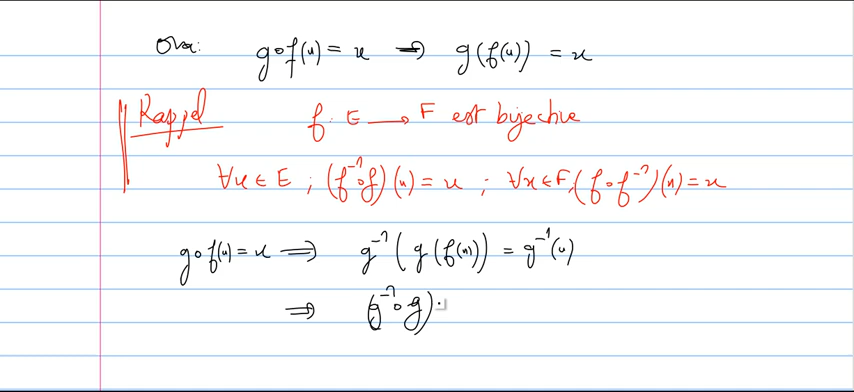 On a: g∘f(x) = x ⟹ g(f(x)) = x
Rappel f: E ⟶ F est bijective
∀x ∈ E ; (f⁻¹∘f)(x) = x ; ∀x ∈ F, (f∘f⁻¹)(x) = x
g∘f(x) = x ⟹ g⁻¹(g(f(x)) = g⁻¹(x)
⟹ (g⁻¹∘g)